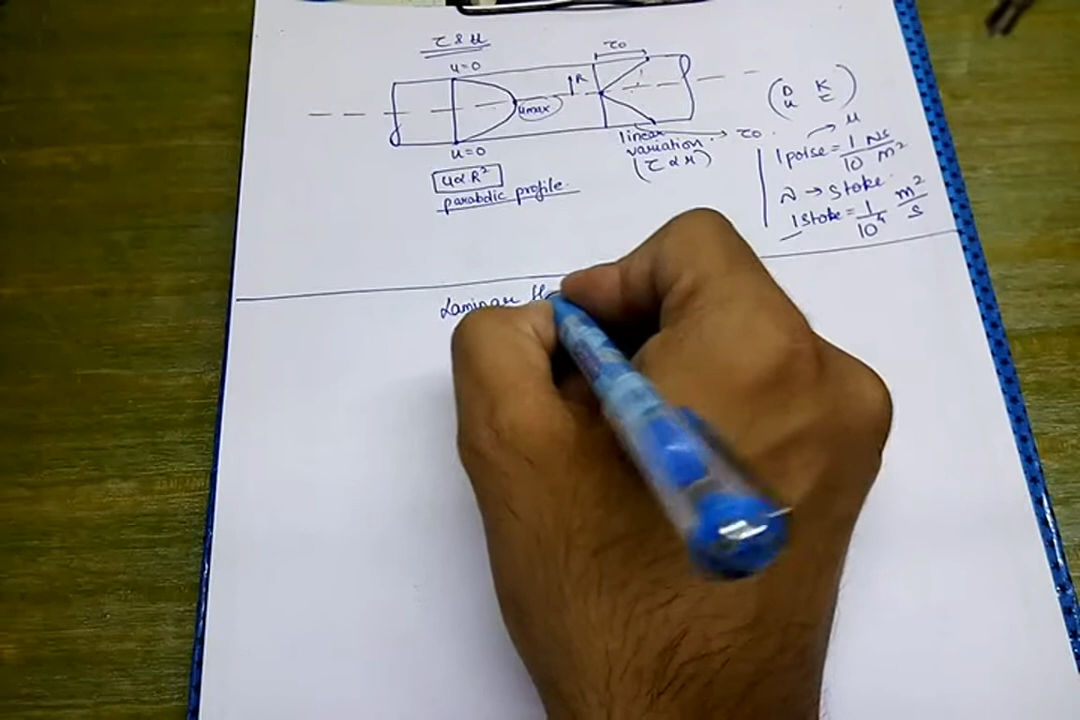 τ & u
u=0
umax
u=0
u∝R²
parabolic profile.
R
τ0
linear
variation
(τ ∝ r)
→ τ0
(D K
u τ)
μ
1 poise = 1/10 Ns/m²
→ stoke.
1 Stoke = 1/10⁴ m²/s
Laminar